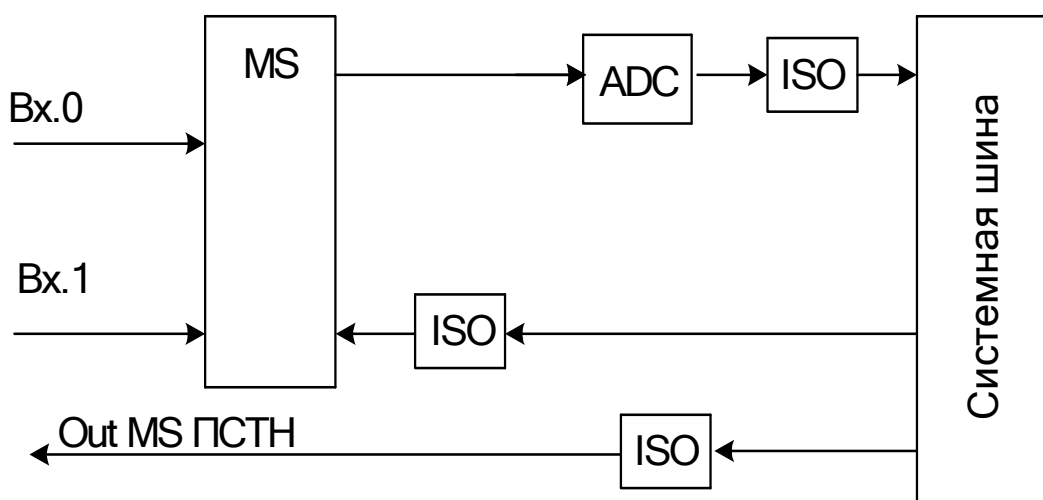 MS
ADC
ISO
Вх.0
Вх.1
ISO
Out MS ПСТН
ISO
Системная шина